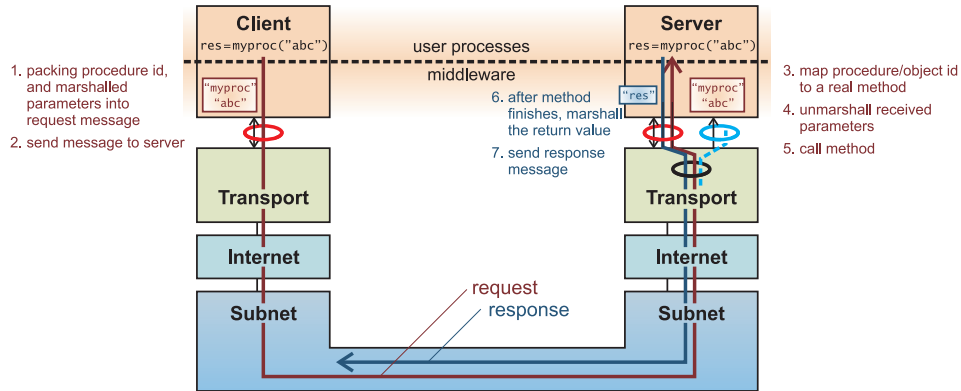 Client
res=myproc("abc")
user processes
middleware
Server
res=myproc("abc")
1. packing procedure id,
and marshalled
parameters into
request message
2. send message to server
“myproc”
“abc”
6. after method
finishes, marshall
the return value
7. send response
message
“res”
“myproc”
“abc”
3. map procedure/object id
to a real method
4. unmarshall received
parameters
5. call method
Transport
Transport
Internet
Internet
Subnet
Subnet
request
response